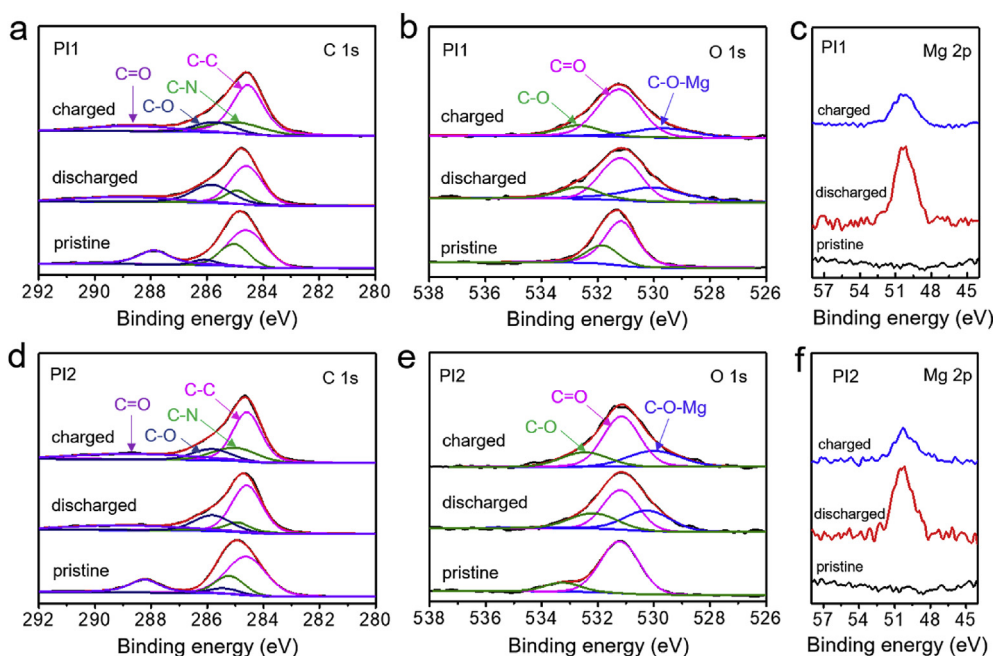 a
PI1
C 1s
C-C
C=O
C-N
C-O
charged
discharged
pristine
292 290 288 286 284 282 280
Binding energy (eV)
b
PI1
O 1s
C=O
C-O-Mg
C-O
charged
discharged
pristine
538 536 534 532 530 528 526
Binding energy (eV)
c
PI1
Mg 2p
charged
discharged
pristine
57 54 51 48 45
Binding energy (eV)
d
PI2
C 1s
C-C
C=O
C-N
C-O
charged
discharged
pristine
292 290 288 286 284 282 280
Binding energy (eV)
e
PI2
O 1s
C=O
C-O-Mg
C-O
charged
discharged
pristine
538 536 534 532 530 528 526
Binding energy (eV)
f
PI2
Mg 2p
charged
discharged
pristine
57 54 51 48 45
Binding energy (eV)